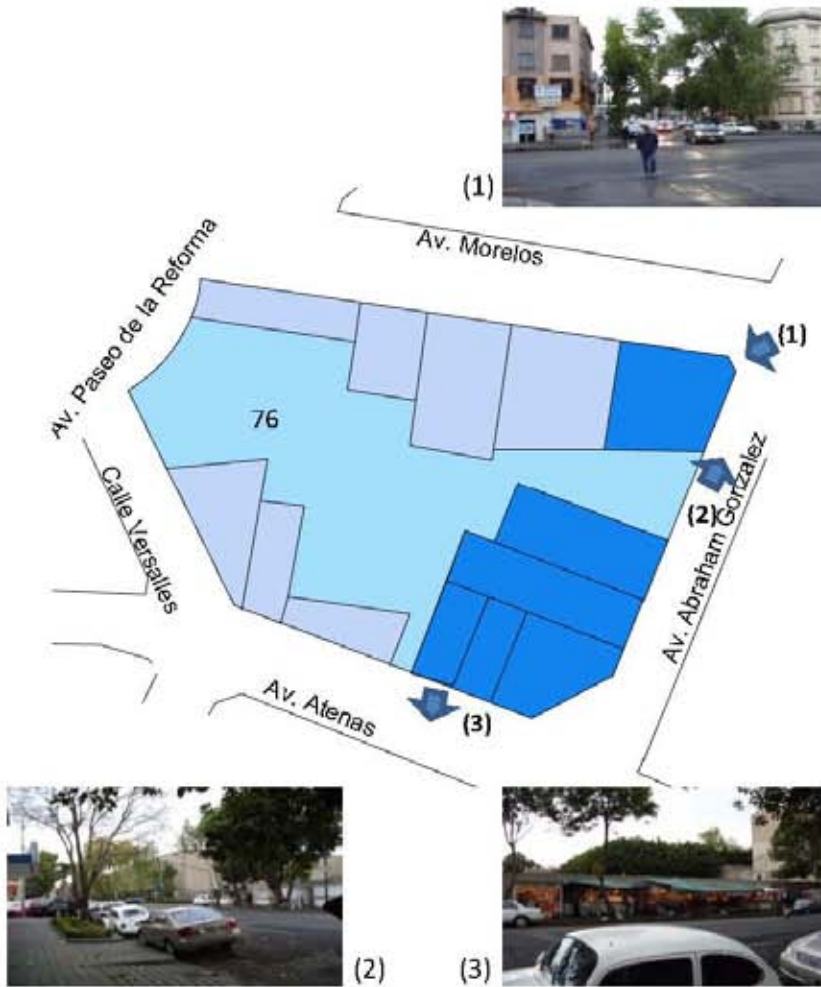 (1)
Av. Morelos
Av. Paseo de la Reforma
(1)
76
Calle Versalles
(2)
Av. Abraham Gonzalez
Av. Atenas
(3)
(2)
(3)